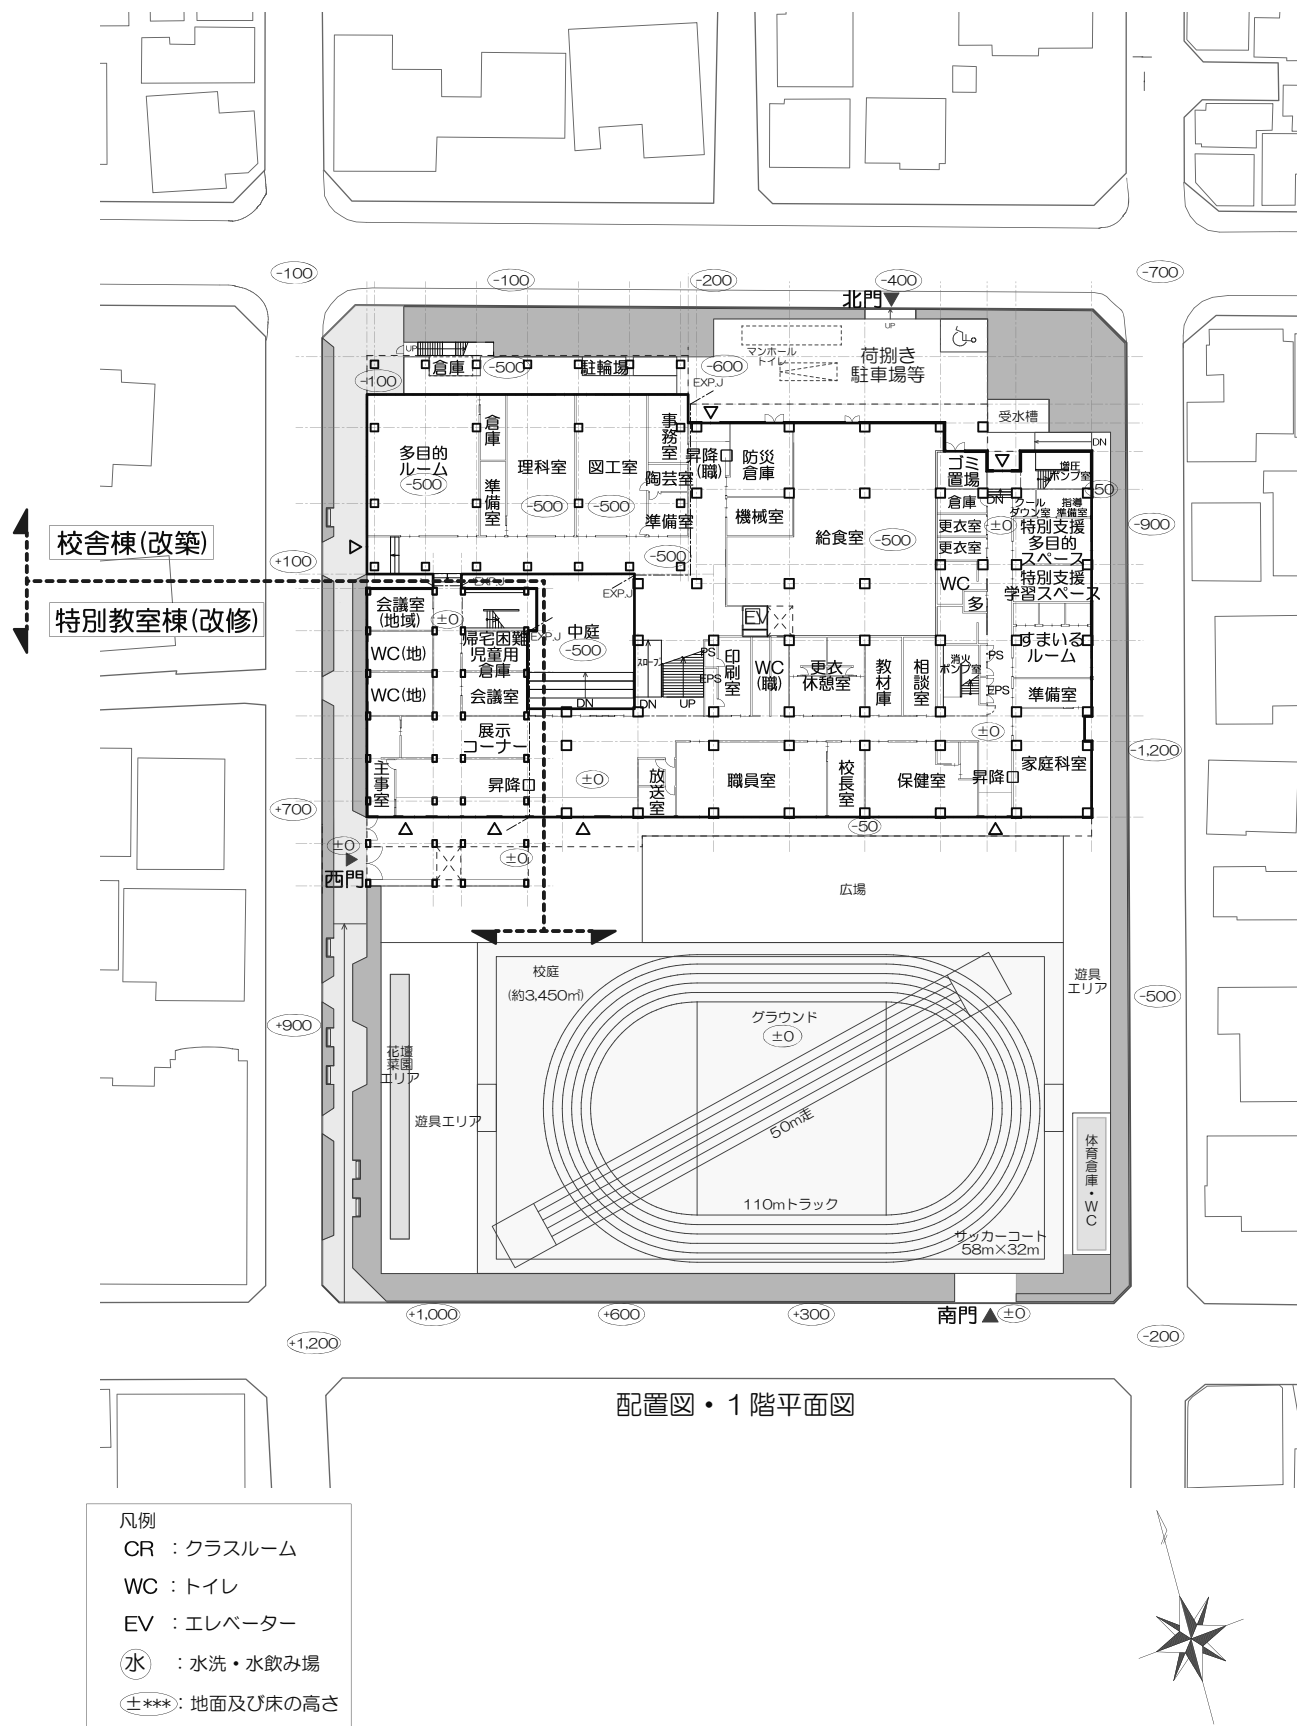 -100
-100
-200
-400
-700
北門
UP
UP
マンホール
トイレ
荷捌き
駐車場等
倉庫
-500
駐輪場
-600
-100
EXP.J
受水槽
DN
多目的
ルーム
-500
倉庫
準備室
理科室
-500
図工室
-500
事務室
陶芸室
準備室
-500
昇降口
(職)
防災
倉庫
機械室
給食室
-500
ゴミ
置場
倉庫
更衣室
更衣室
WC
多
DN
±0
増圧
ポンプ室
-50
クール
ダウン室
指導
準備室
特別支援
多目的
スペース
特別支援
学習スペース
すまいる
ルーム
準備室
-900
校舎棟(改築)
特別教室棟(改修)
+100
EXP.J
EXP.J
EXP.J
会議室
(地域)
±0
WC(地)
WC(地)
帰宅困難
児童用
倉庫
会議室
展示
コーナー
主事室
昇降口
中庭
-500
DN
スロープ
DN
UP
PS
EPS
印刷室
EV
WC
(職)
更衣
休憩室
教材庫
相談室
消火
ポンプ室
PS
EPS
±0
-1,200
±0
放送室
職員室
校長室
保健室
昇降口
家庭科室
+700
-50
±0
西門
±0
広場
校庭
(約3,450㎡)
遊具
エリア
-500
グラウンド
±0
+900
花壇
菜園
エリア
遊具エリア
50m走
110mトラック
体育倉庫・WC
サッカーコート
58m×32m
+1,000
+600
+300
南門
±0
+1,200
-200
配置図・１階平面図
凡例
CR ：クラスルーム
WC ：トイレ
EV ：エレベーター
水 ：水洗・水飲み場
±***：地面及び床の高さ